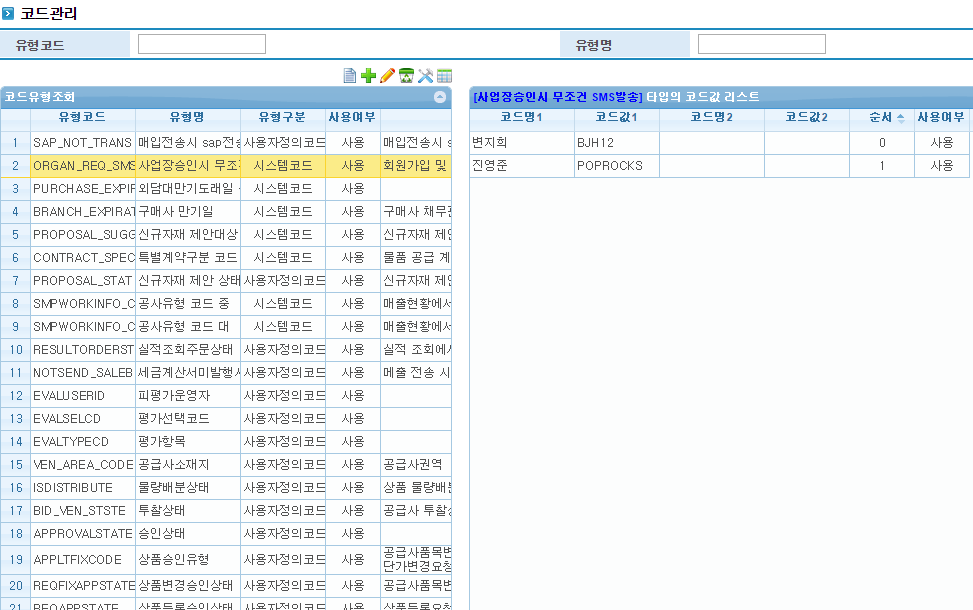 코드관리
유형코드 유형명
코드유형조회
유형코드 유형명 유형구분 사용여부
1 SAP_NOT_TRANS 매입전송시 sap전송 사용자정의코드 사용 매입전송시
2 ORGAN_REQ_SMS 사업장승인시 무조건 시스템코드 사용 회원가입 및
3 PURCHASE_EXPIR 외담대만기도래일 시스템코드 사용
4 BRANCH_EXPIRAT 구매사 만기일 시스템코드 사용 구매사 채무
5 PROPOSAL_SUGG 신규자재 제안대상 시스템코드 사용 신규자재 제안
6 CONTRACT_SPEC 특별계약구분 코드 시스템코드 사용 물품 공급 계
7 PROPOSAL_STAT 신규자재 제안 상태 사용자정의코드 사용 신규자재 제안
8 SMPWORKINFO_C 공사유형 코드 중 시스템코드 사용 매출현황에서
9 SMPWORKINFO_C 공사유형 코드 대 시스템코드 사용 매출현황에서
10 RESULTORDERST 실적조회주문상태 사용자정의코드 사용 실적 조회에서
11 NOTSEND_SALEB 세금계산서미발행 사용자정의코드 사용 메출 전송 시
12 EVALUSERID 피평가운영자 사용자정의코드 사용
13 EVALSELCD 평가선택코드 사용자정의코드 사용
14 EVALTYPECD 평가항목 사용자정의코드 사용
15 VEN_AREA_CODE 공급사소재지 사용자정의코드 사용 공급사권역
16 ISDISTRIBUTE 물량배분상태 사용자정의코드 사용 상품 물량배분
17 BID_VEN_STSTE 투찰상태 사용자정의코드 사용 공급사 투찰
18 APPROVALSTATE 승인상태 사용자정의코드 사용
19 APPLTFIXCODE 상품승인유형 사용자정의코드 사용 공급사품목변
단가변경요청
20 REQFIXAPPSTATE 상품변경승인상태 사용자정의코드 사용 공급사품목변
21 REQAPPSTATE 상품등록승인상태 사용자정의코드 사용 상품등록요청
[사업장승인시 무조건 SMS발송] 타입의 코드값 리스트
코드명1 코드값1 코드명2 코드값2 순서 사용여부
변지희 BJH12 0 사용
진영준 POPROCKS 1 사용